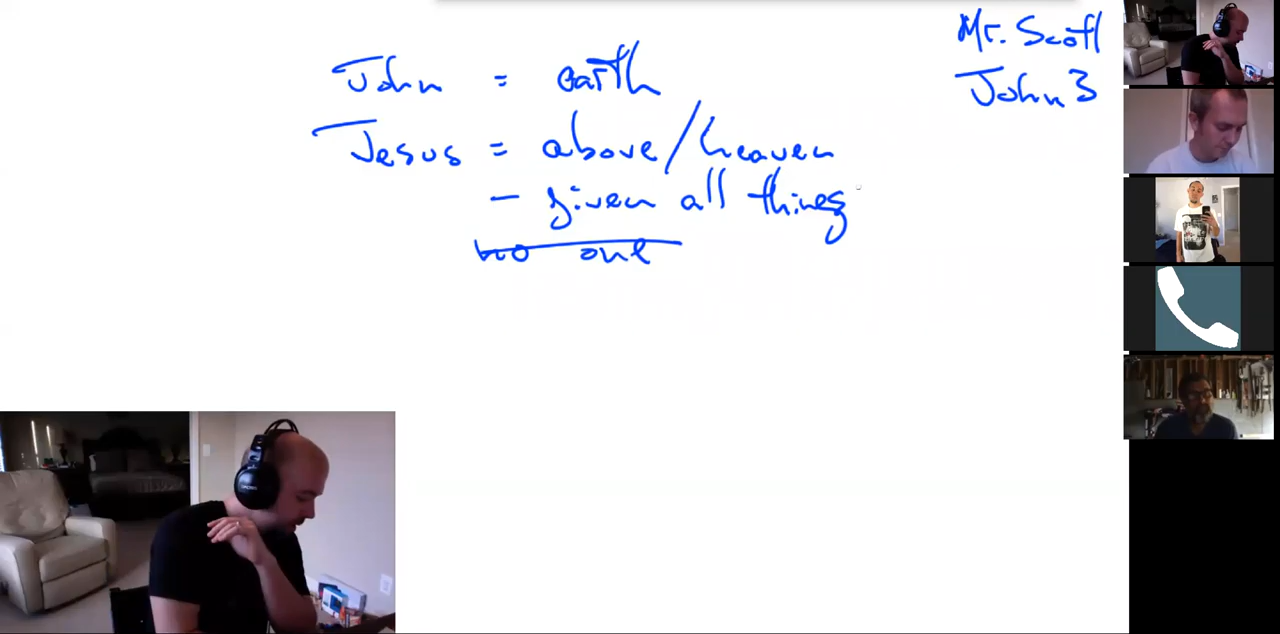 Mr. Scott
John 3
John = earth
Jesus = above/heaven
- given all things
no one